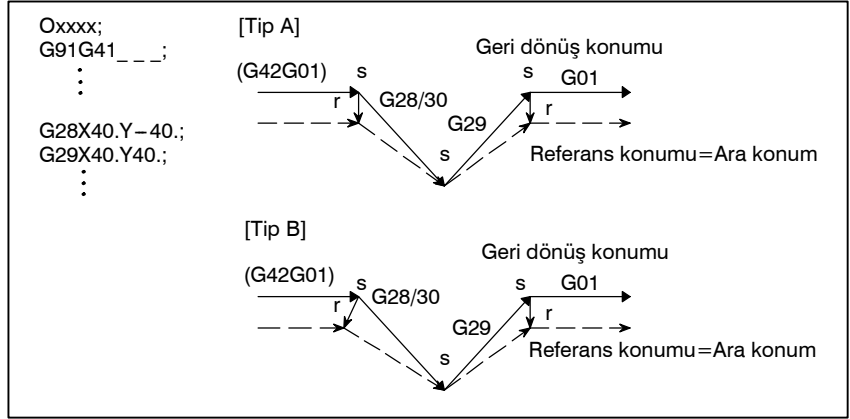 Oxxxx;
G91G41_ _ _;
G28X40.Y−40.;
G29X40.Y40.;
[Tip A]
Geri dönüş konumu
(G42G01) s s G01
r G28/30 r
G29
s
Referans konumu=Ara konum
[Tip B]
Geri dönüş konumu
(G42G01) s s G01
r G28/30 r
G29
s
Referans konumu=Ara konum